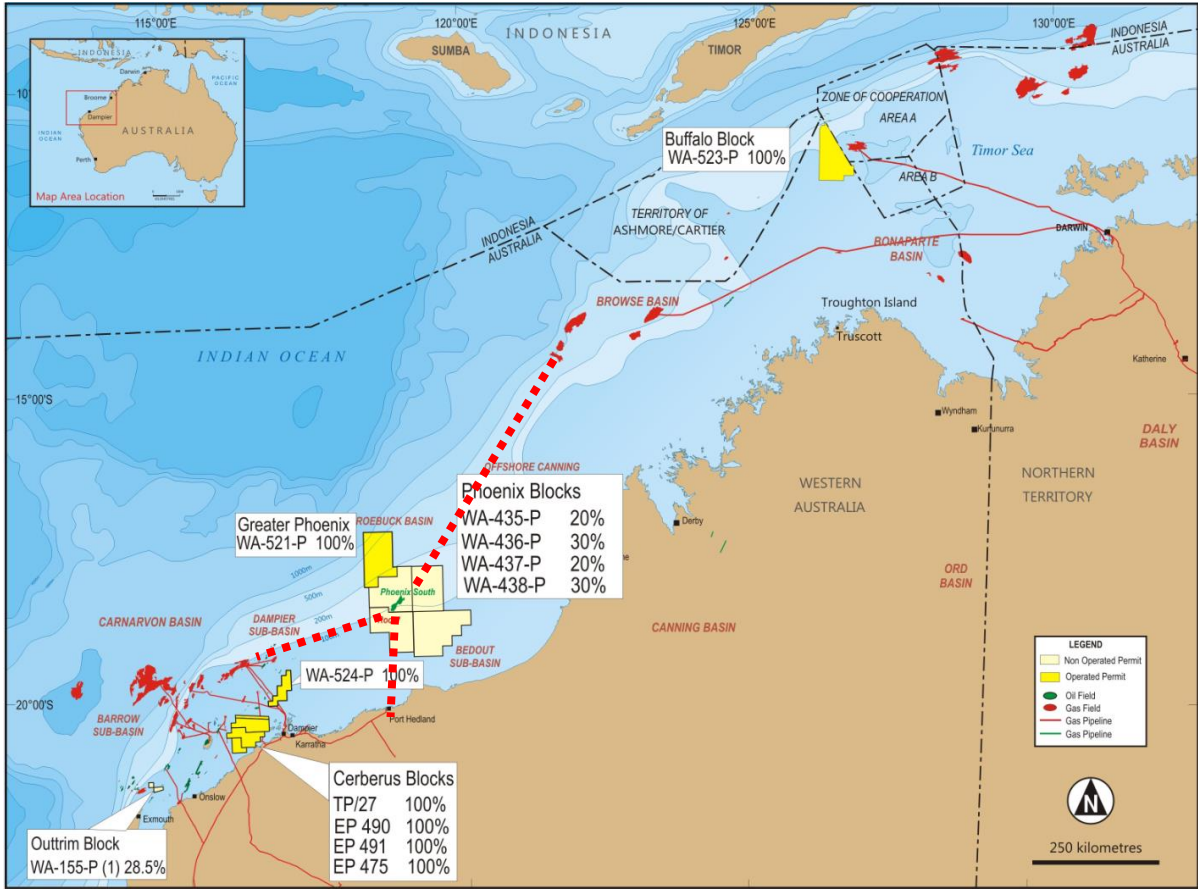 115°00'E
120°00'E
125°00'E
130°00'E
INDONESIA
AUSTRALIA
INDONESIA
Darwin
PACIFIC
OCEAN
Broome
Dampier
INDIAN
OCEAN
AUSTRALIA
Perth
Map Area Location
SUMBA
INDONESIA
TIMOR
ZONE OF COOPERATION
AREA A
AREA B
Timor Sea
Buffalo Block
WA-523-P 100%
TERRITORY OF
ASHMORE/CARTIER
INDONESIA
AUSTRALIA
BONAPARTE
BASIN
DARWIN
BROWSE BASIN
Troughton Island
Truscott
INDIAN OCEAN
Katherine
15°00'S
Wyndham
Kununurra
DALY
BASIN
OFFSHORE CANNING
Phoenix Blocks
WA-435-P 20%
WA-436-P 30%
WA-437-P 20%
WA-438-P 30%
WESTERN
AUSTRALIA
NORTHERN
TERRITORY
Greater Phoenix
WA-521-P 100%
ROEBUCK BASIN
Derby
1000m
500m
200m
Phoenix South
ORD
BASIN
CARNARVON BASIN
DAMPIER
SUB-BASIN
CANNING BASIN
BEDOUT
SUB-BASIN
WA-524-P 100%
20°00'S
BARROW
SUB-BASIN
Port Hedland
Dampier
Karratha
LEGEND
Non Operated Permit
Operated Permit
Oil Field
Gas Field
Gas Pipeline
Gas Pipeline
Cerberus Blocks
TP/27 100%
EP 490 100%
EP 491 100%
EP 475 100%
Onslow
Exmouth
Outtrim Block
WA-155-P (1) 28.5%
N
250 kilometres